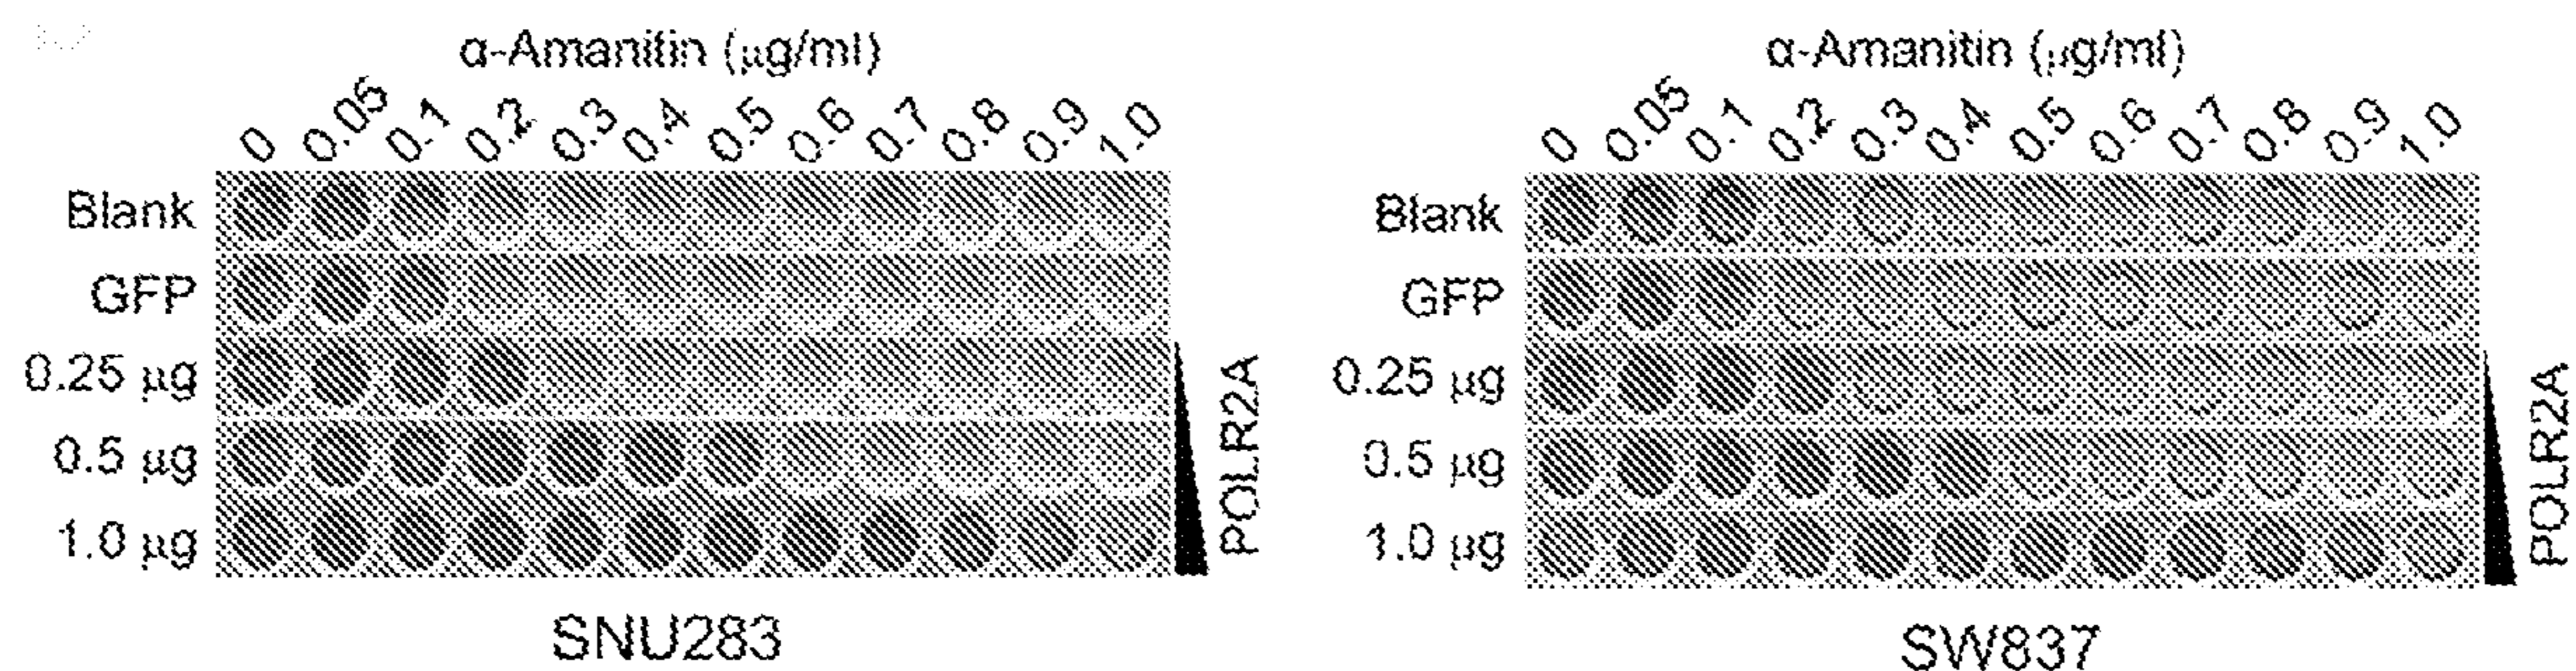 α-Amanitin (μg/ml)
0 0.05 0.1 0.2 0.3 0.4 0.5 0.6 0.7 0.8 0.9 1.0
Blank
GFP
0.25 μg
0.5 μg
1.0 μg
POLR2A
SNU283
α-Amanitin (μg/ml)
0 0.05 0.1 0.2 0.3 0.4 0.5 0.6 0.7 0.8 0.9 1.0
Blank
GFP
0.25 μg
0.5 μg
1.0 μg
POLR2A
SW837